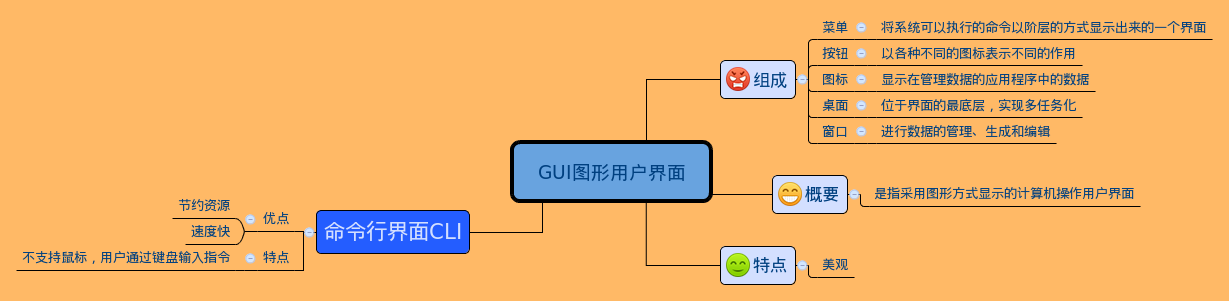 GUI图形用户界面
组成
菜单
将系统可以执行的命令以阶层的方式显示出来的一个界面
按钮
以各种不同的图标表示不同的作用
图标
显示在管理数据的应用程序中的数据
桌面
位于界面的最底层，实现多任务化
窗口
进行数据的管理、生成和编辑
概要
是指采用图形方式显示的计算机操作用户界面
特点
美观
命令行界面CLI
优点
节约资源
速度快
特点
不支持鼠标，用户通过键盘输入指令